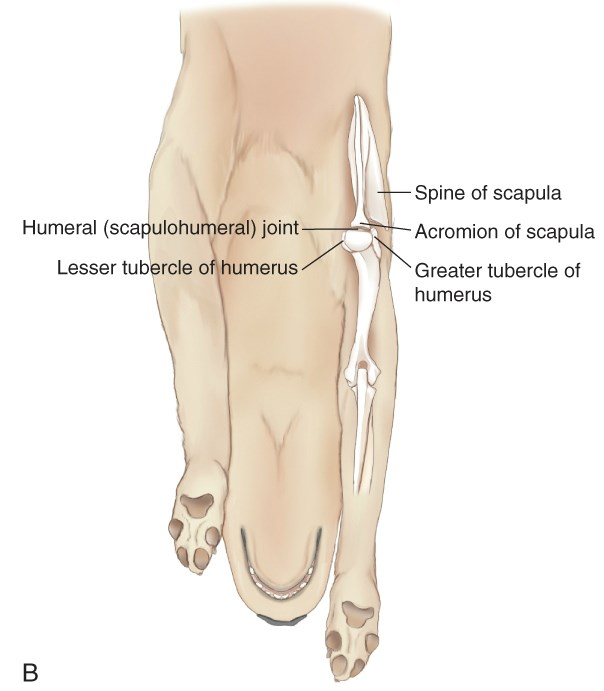 Spine of scapula
Humeral (scapulohumeral) joint
Acromion of scapula
Lesser tubercle of humerus
Greater tubercle of
humerus
B